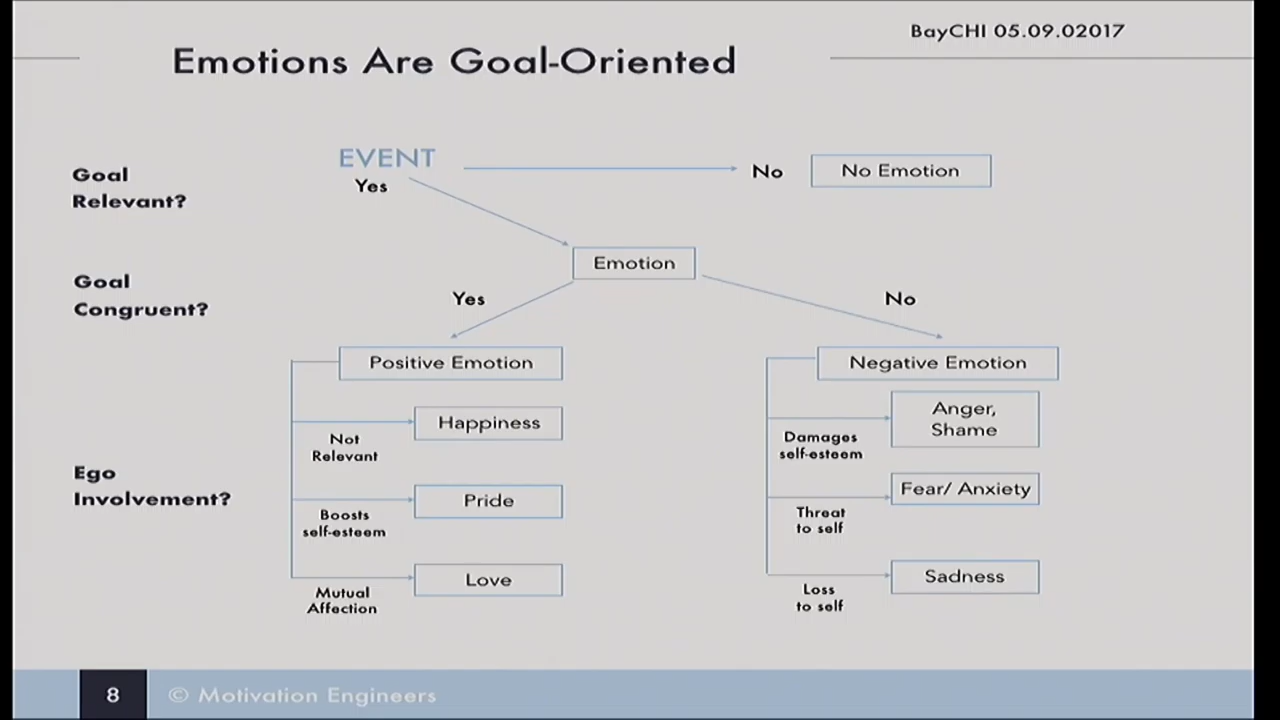 BayCHI 05.09.02017
Emotions Are Goal-Oriented
Goal
Relevant?
EVENT
Yes
No
No Emotion
Emotion
Goal
Congruent?
Yes
No
Positive Emotion
Negative Emotion
Ego
Involvement?
Not
Relevant
Happiness
Boosts
self-esteem
Pride
Mutual
Affection
Love
Damages
self-esteem
Anger,
Shame
Threat
to self
Fear/ Anxiety
Loss
to self
Sadness
8
© Motivation Engineers